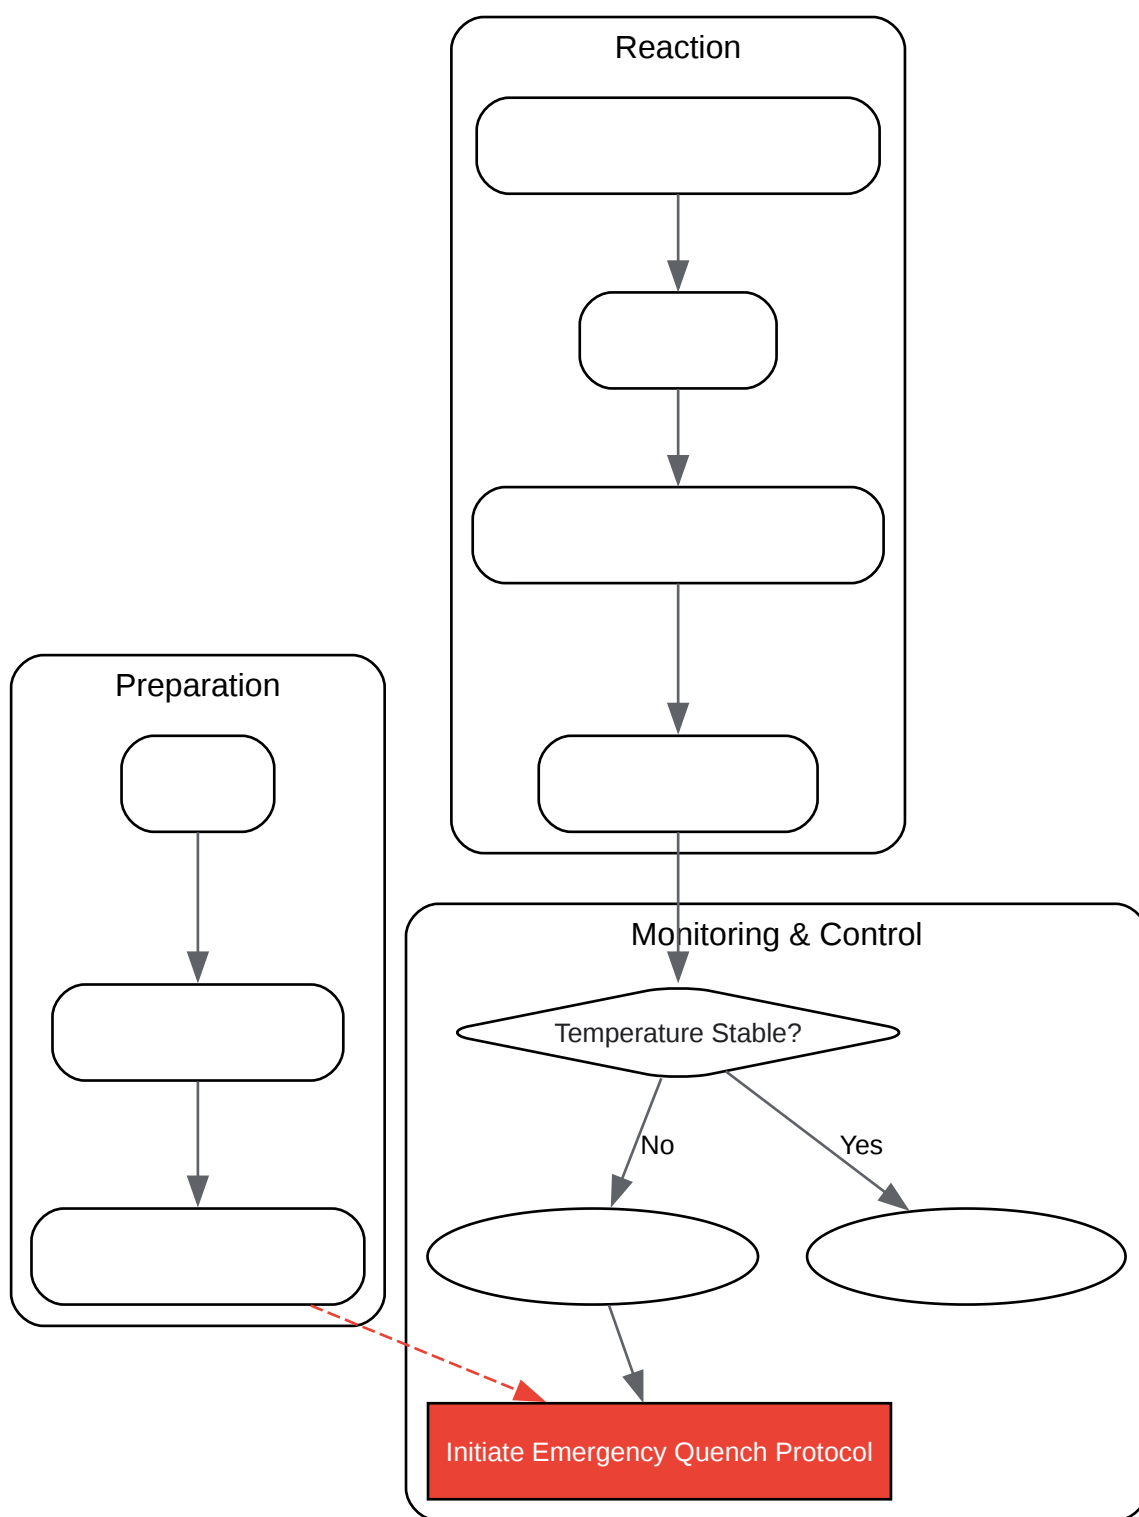 Reaction
Preparation
Monitoring & Control
Temperature Stable?
No
Yes
Initiate Emergency Quench Protocol